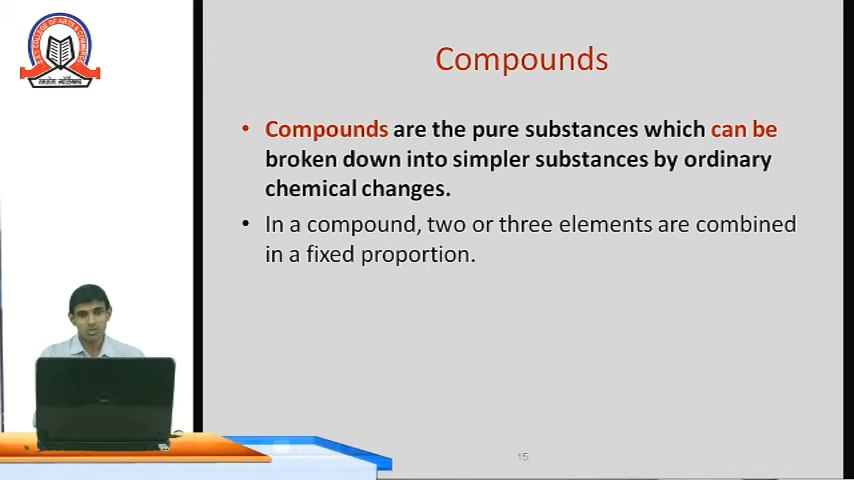 Compounds
• Compounds are the pure substances which can be
broken down into simpler substances by ordinary
chemical changes.
• In a compound, two or three elements are combined
in a fixed proportion.
15